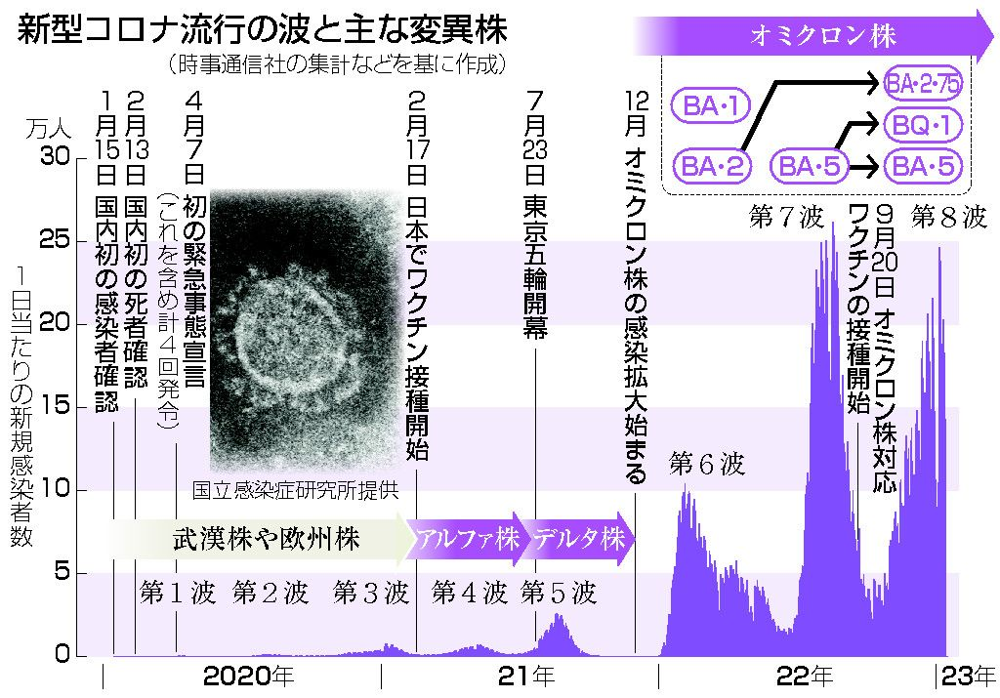 新型コロナ流行の波と主な変異株
（時事通信社の集計などを基に作成）
オミクロン株
BA・1
BA・2
BA・5
BA・2・75
BQ・1
BA・5
万人
30
25
20
15
10
5
0
1日当たりの新規感染者数
1月15日 国内初の感染者確認
2月13日 国内初の死者確認
4月7日 初の緊急事態宣言
（これを含め計4回発令）
2月17日 日本でワクチン接種開始
7月23日 東京五輪開幕
12月 オミクロン株の感染拡大始まる
9月20日 オミクロン株対応
ワクチンの接種開始
国立感染症研究所提供
武漢株や欧州株
アルファ株
デルタ株
第1波
第2波
第3波
第4波
第5波
第6波
第7波
第8波
2020年
21年
22年
23年